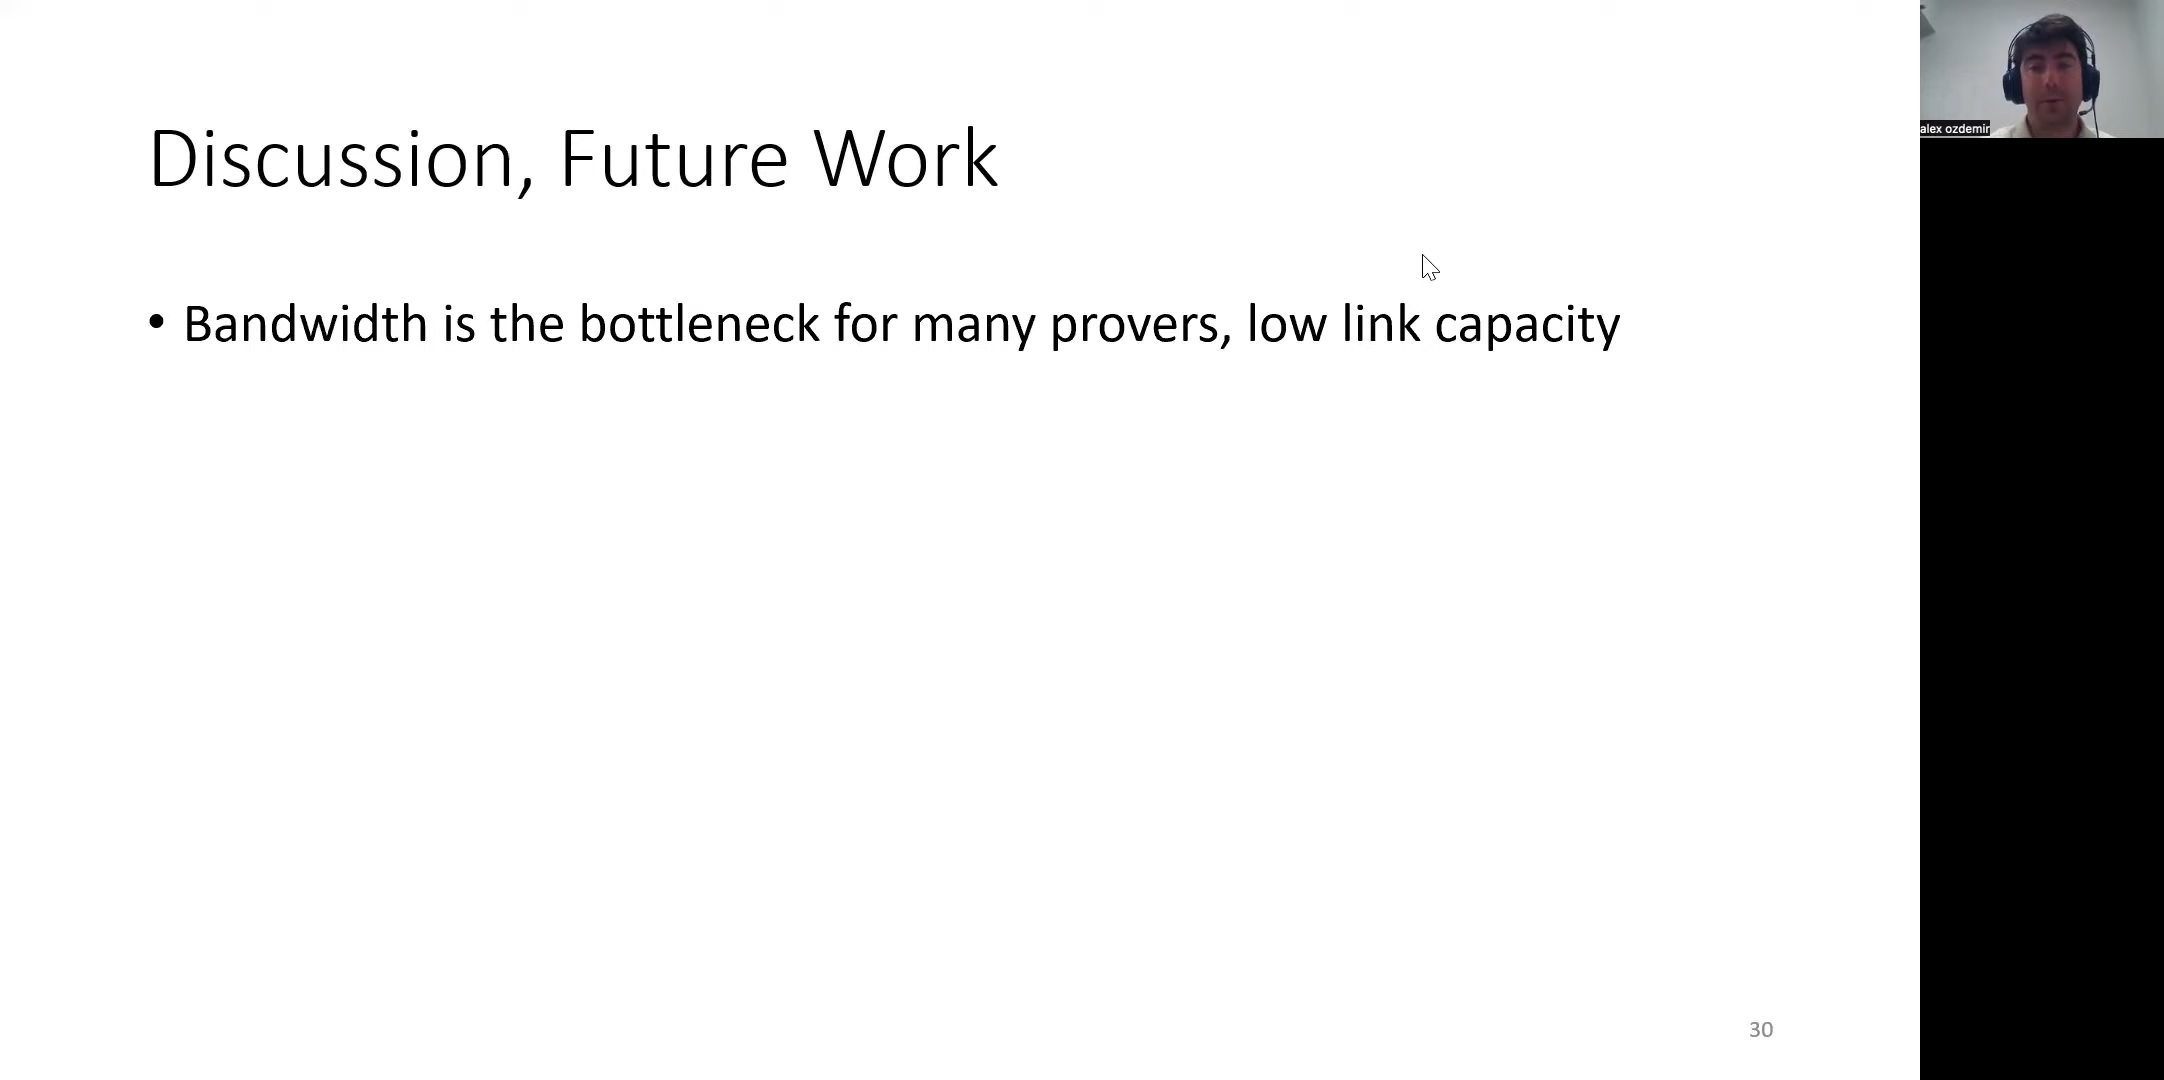 Discussion, Future Work
• Bandwidth is the bottleneck for many provers, low link capacity
30
alex ozdemir